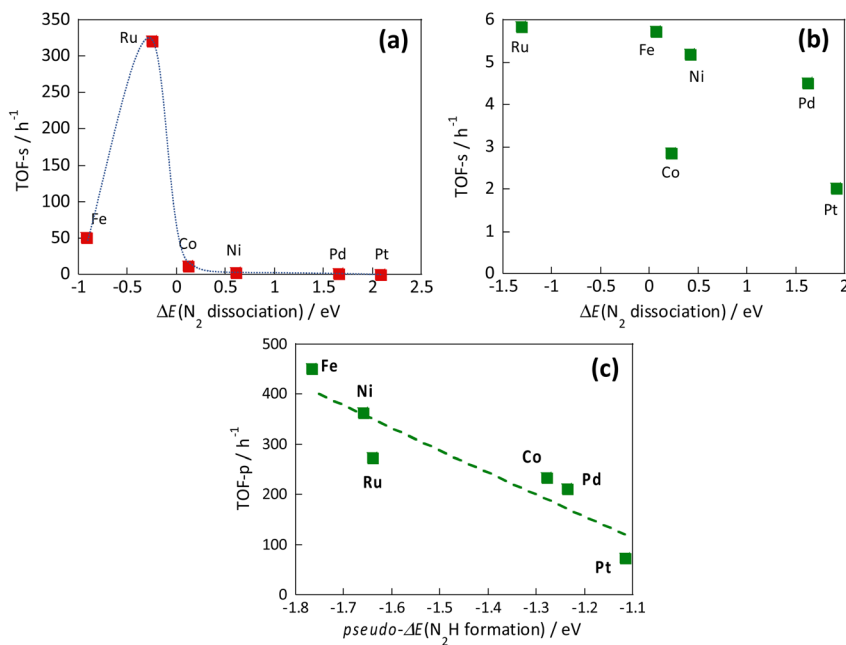 (a)
TOF-s / h⁻¹
350
300
250
200
150
100
50
0
Ru
Fe
Co
Ni
Pd
Pt
-1
-0.5
0
0.5
1
1.5
2
2.5
ΔE(N₂ dissociation) / eV
(b)
TOF-s / h⁻¹
6
5
4
3
2
1
0
Ru
Fe
Ni
Co
Pd
Pt
-1.5
-1
-0.5
0
0.5
1
1.5
2
ΔE(N₂ dissociation) / eV
(c)
TOF-p / h⁻¹
500
400
300
200
100
0
Fe
Ni
Ru
Co
Pd
Pt
-1.8
-1.7
-1.6
-1.5
-1.4
-1.3
-1.2
-1.1
pseudo-ΔE(N₂H formation) / eV